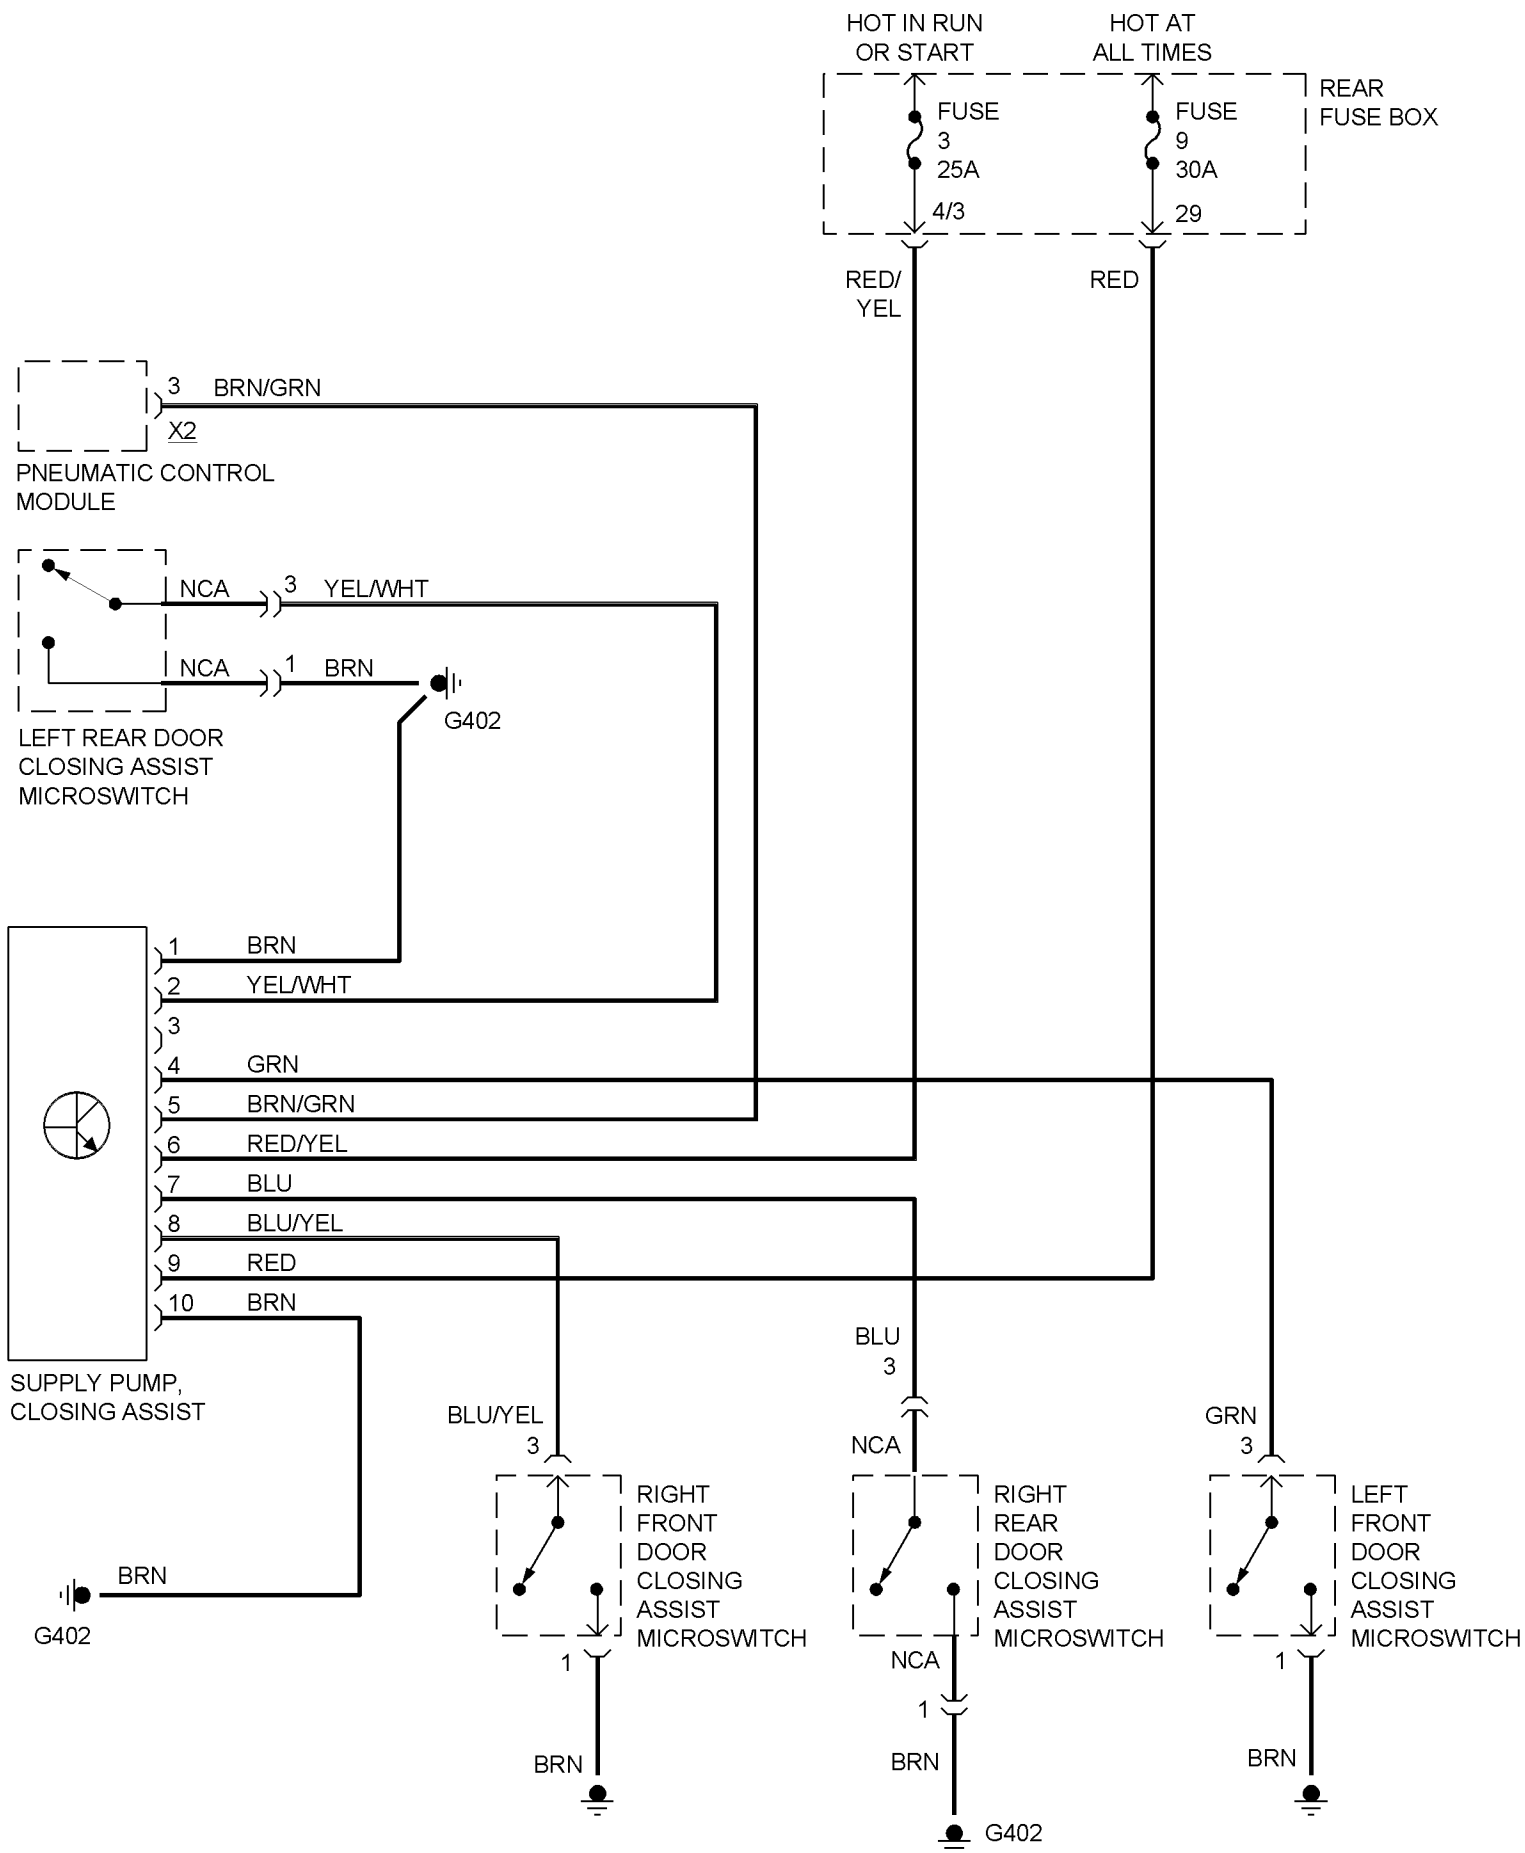 HOT IN RUN
OR START
HOT AT
ALL TIMES
REAR
FUSE BOX
FUSE
3
25A
4/3
FUSE
9
30A
29
RED/
YEL
RED
3
BRN/GRN
X2
PNEUMATIC CONTROL
MODULE
NCA
3
YEL/WHT
NCA
1
BRN
G402
LEFT REAR DOOR
CLOSING ASSIST
MICROSWITCH
1
BRN
2
YEL/WHT
3
4
GRN
5
BRN/GRN
6
RED/YEL
7
BLU
8
BLU/YEL
9
RED
10
BRN
SUPPLY PUMP,
CLOSING ASSIST
BLU
3
BLU/YEL
3
NCA
GRN
3
RIGHT
FRONT
DOOR
CLOSING
ASSIST
MICROSWITCH
RIGHT
REAR
DOOR
CLOSING
ASSIST
MICROSWITCH
LEFT
FRONT
DOOR
CLOSING
ASSIST
MICROSWITCH
BRN
G402
1
NCA
1
1
BRN
BRN
BRN
G402